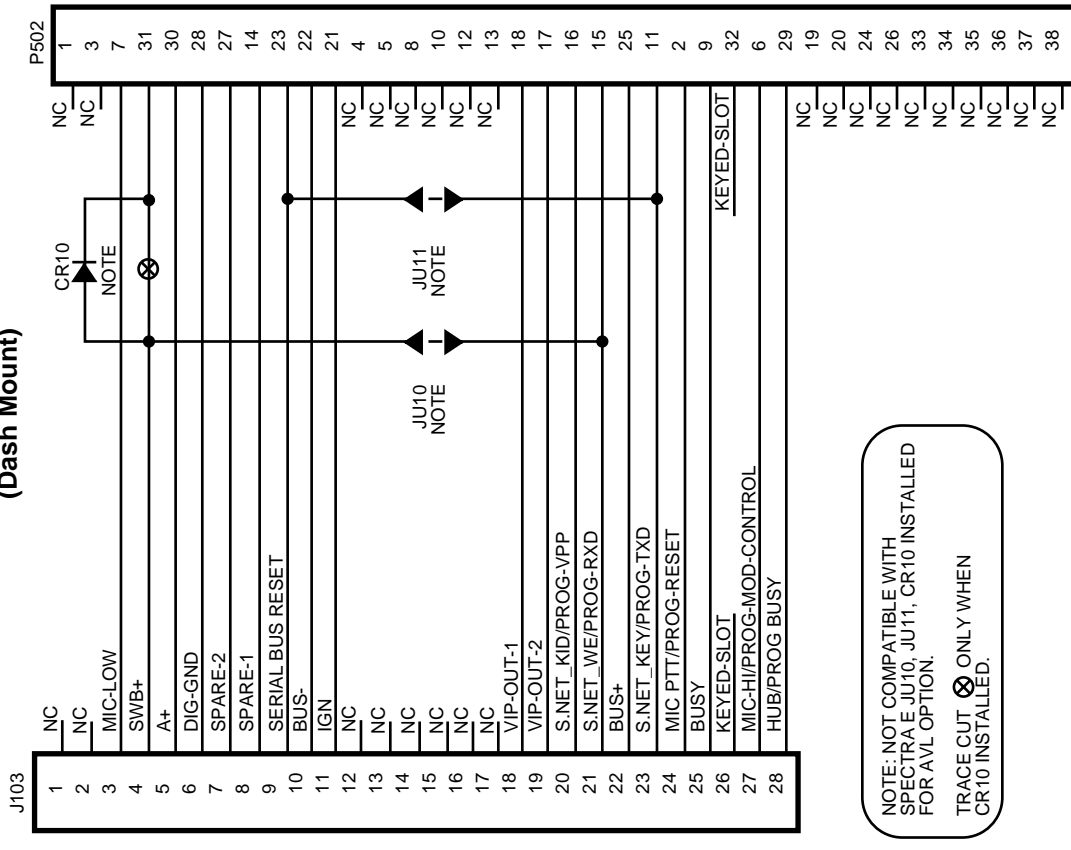 (Dash Mount)
J103
1
2
3
4
5
6
7
8
9
10
11
12
13
14
15
16
17
18
19
20
21
22
23
24
25
26
27
28
NC
NC
MIC-LOW
SWB+
A+
DIG-GND
SPARE-2
SPARE-1
SERIAL BUS RESET
BUS-
IGN
NC
NC
NC
NC
NC
NC
VIP-OUT-1
VIP-OUT-2
S.NET_KID/PROG-VPP
S.NET_WE/PROG-RXD
BUS+
S.NET_KEY/PROG-TXD
MIC PTT/PROG-RESET
BUSY
KEYED-SLOT
MIC-HI/PROG-MOD-CONTROL
HUB/PROG BUSY
CR10
NOTE
JU10
NOTE
JU11
NOTE
NC
NC
NC
NC
NC
NC
NC
NC
KEYED-SLOT
NC
NC
NC
NC
NC
NC
NC
NC
NC
NC
P502
1
3
7
31
30
28
27
14
23
22
21
4
5
8
10
12
13
18
17
16
15
25
11
2
9
32
6
29
19
20
24
26
33
34
35
36
37
38
NOTE: NOT COMPATIBLE WITH
SPECTRA E JU10, JU11, CR10 INSTALLED
FOR AVL OPTION.
TRACE CUT ⊗ ONLY WHEN
CR10 INSTALLED.